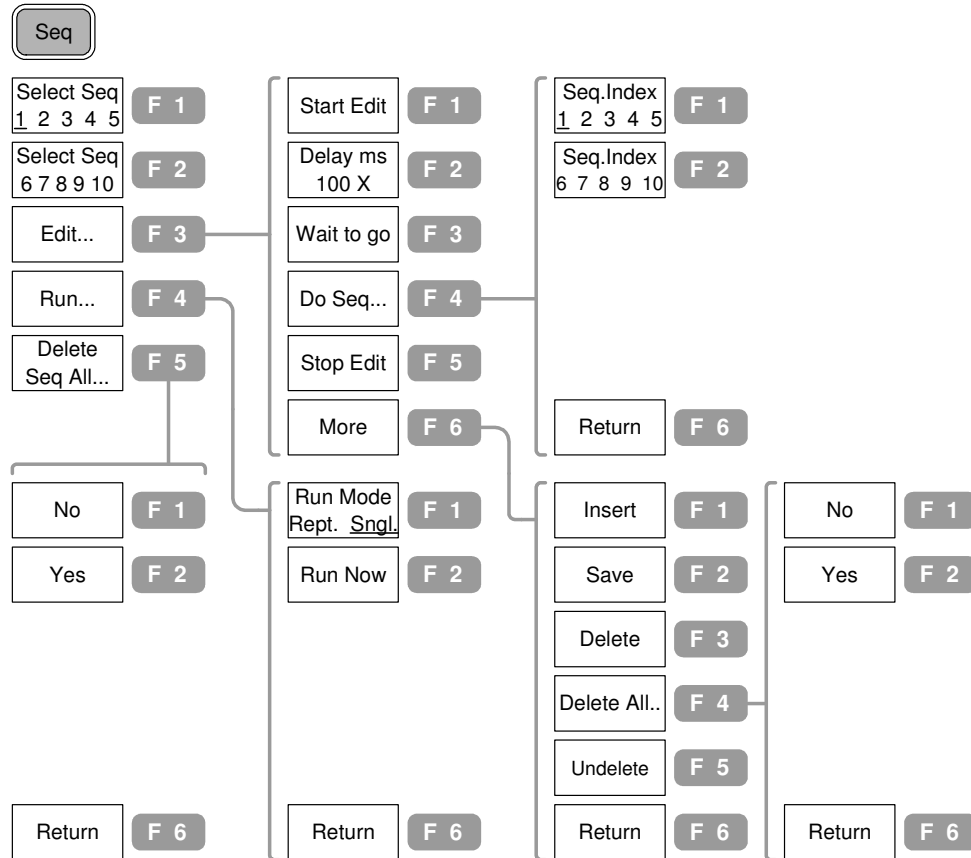 Seq
Select Seq
1 2 3 4 5
F 1
Select Seq
6 7 8 9 10
F 2
Edit...
F 3
Run...
F 4
Delete
Seq All...
F 5
Start Edit
F 1
Delay ms
100 X
F 2
Wait to go
F 3
Do Seq...
F 4
Stop Edit
F 5
More
F 6
Seq.Index
1 2 3 4 5
F 1
Seq.Index
6 7 8 9 10
F 2
Return
F 6
No
F 1
Yes
F 2
Return
F 6
Run Mode
Rept. Sngl.
F 1
Run Now
F 2
Return
F 6
Insert
F 1
Save
F 2
Delete
F 3
Delete All..
F 4
Undelete
F 5
Return
F 6
No
F 1
Yes
F 2
Return
F 6